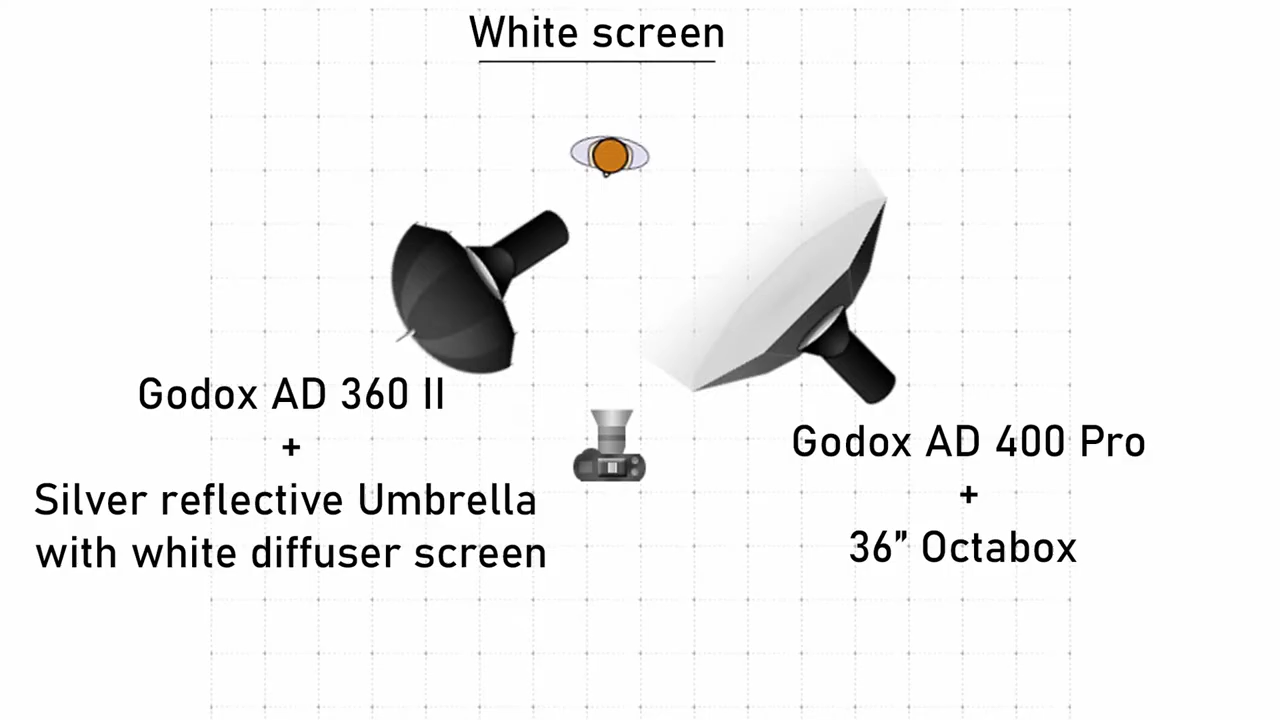 White screen
Godox AD 360 II
+
Silver reflective Umbrella
with white diffuser screen
Godox AD 400 Pro
+
36” Octabox